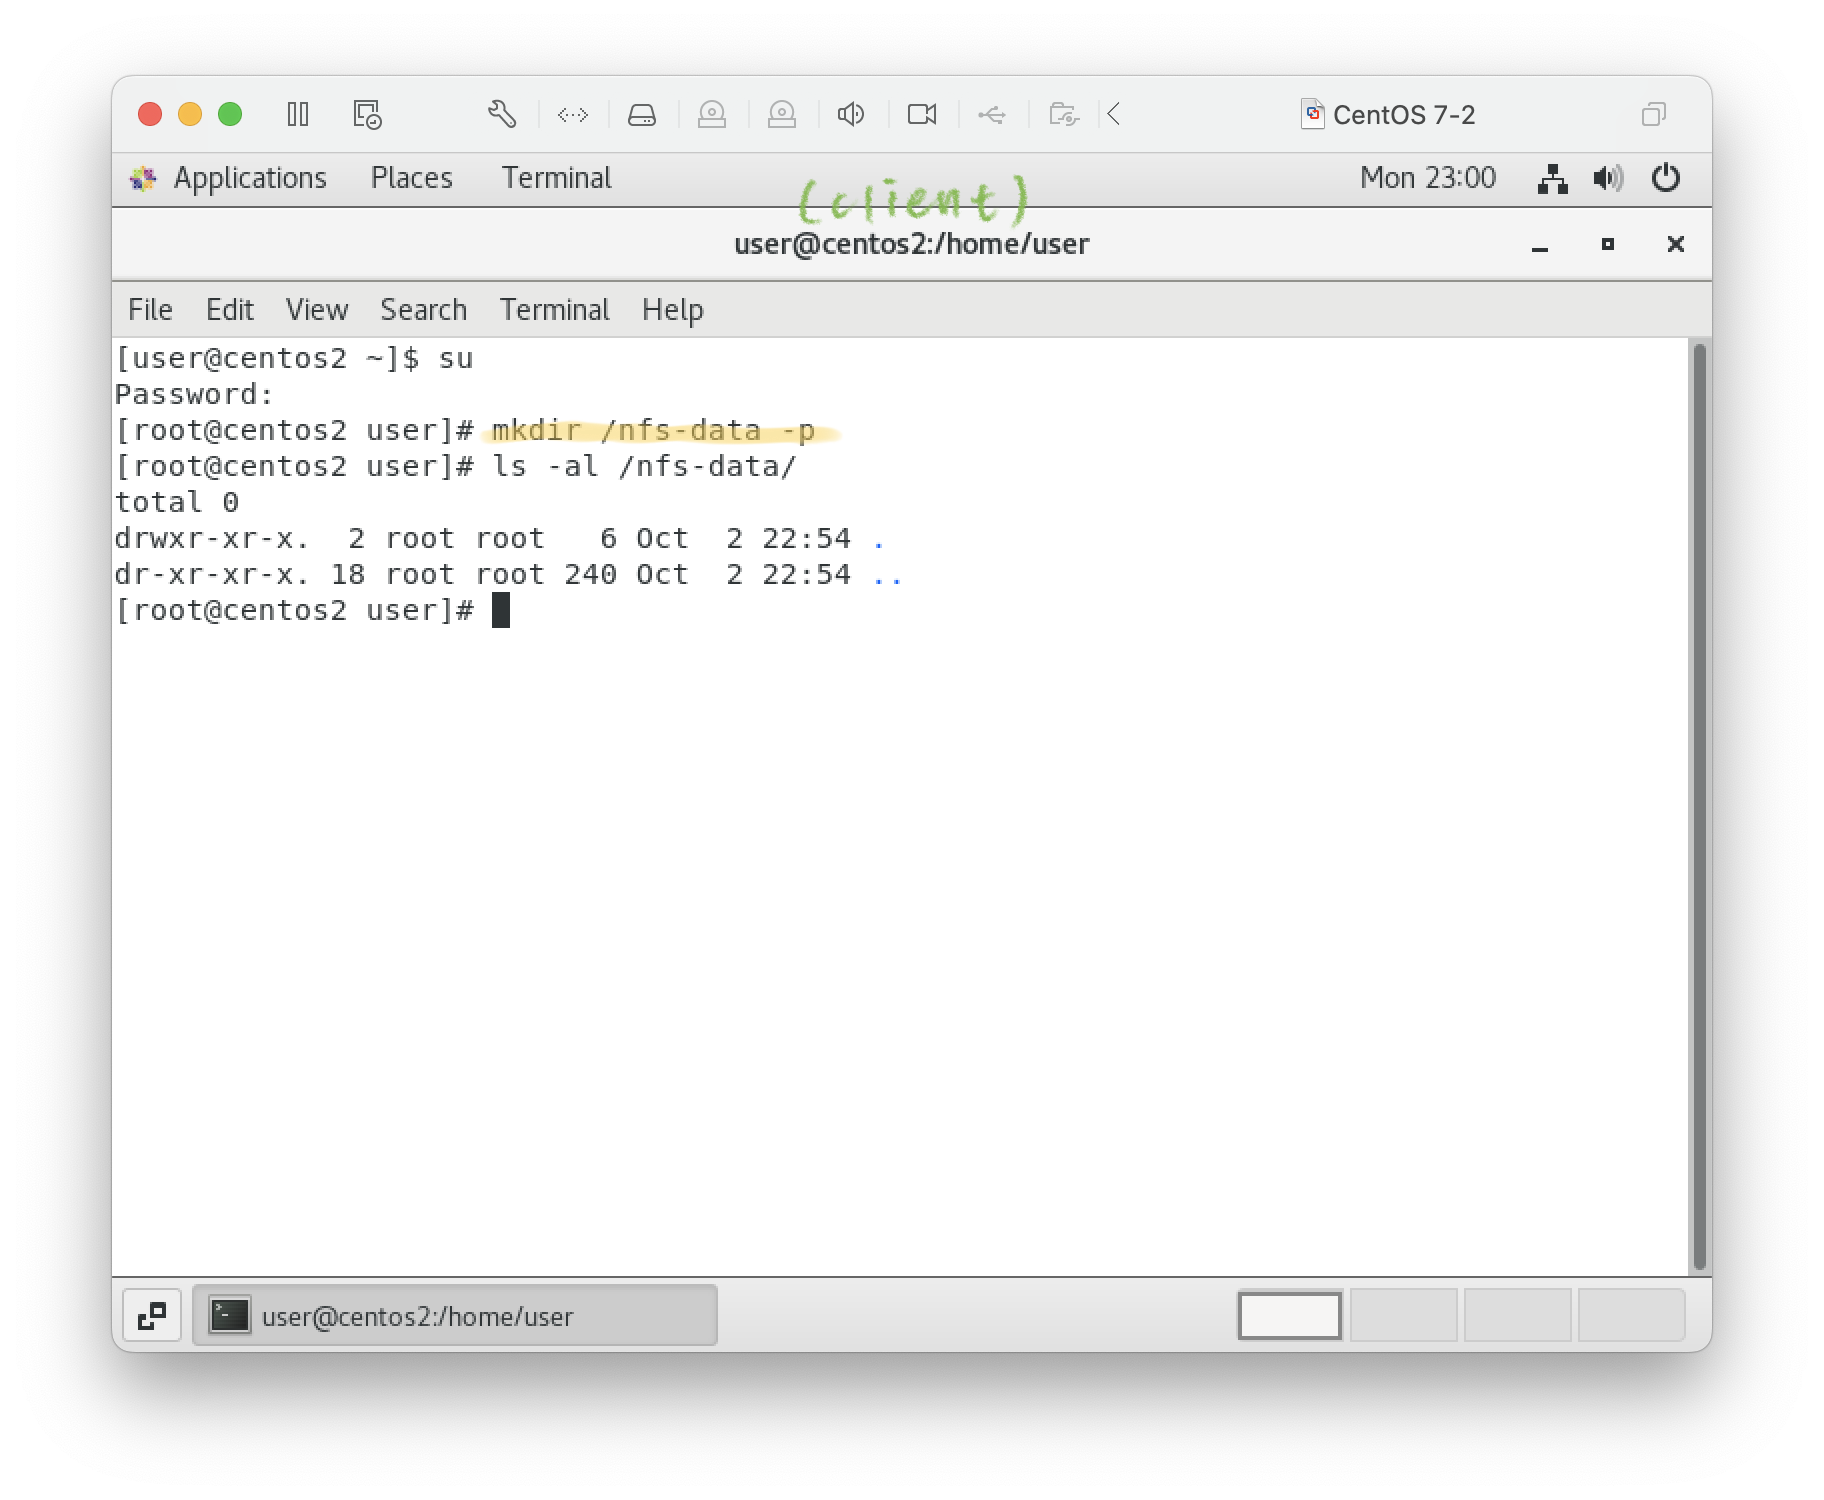 CentOS 7-2
Applications Places Terminal Mon 23:00
(client)
user@centos2:/home/user
File Edit View Search Terminal Help
[user@centos2 ~]$ su
Password:
[root@centos2 user]# mkdir /nfs-data -p
[root@centos2 user]# ls -al /nfs-data/
total 0
drwxr-xr-x.  2 root root   6 Oct  2 22:54 .
dr-xr-xr-x. 18 root root 240 Oct  2 22:54 ..
[root@centos2 user]#
user@centos2:/home/user